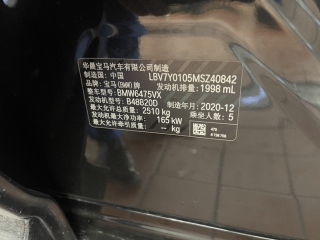 华晨宝马汽车有限公司制造
制造国：中国 LBV7Y0105MSZ40842
品牌：宝马(BMW)牌 发动机排量：1998 mL
整车型号：BMW6475VX
发动机型号：B48B20D 制造年月：2020-12
最大允许总质量：2510 kg 乘坐人数：5
发动机最大净功率：165 kW
最大允许牵引质量：--/-- kg